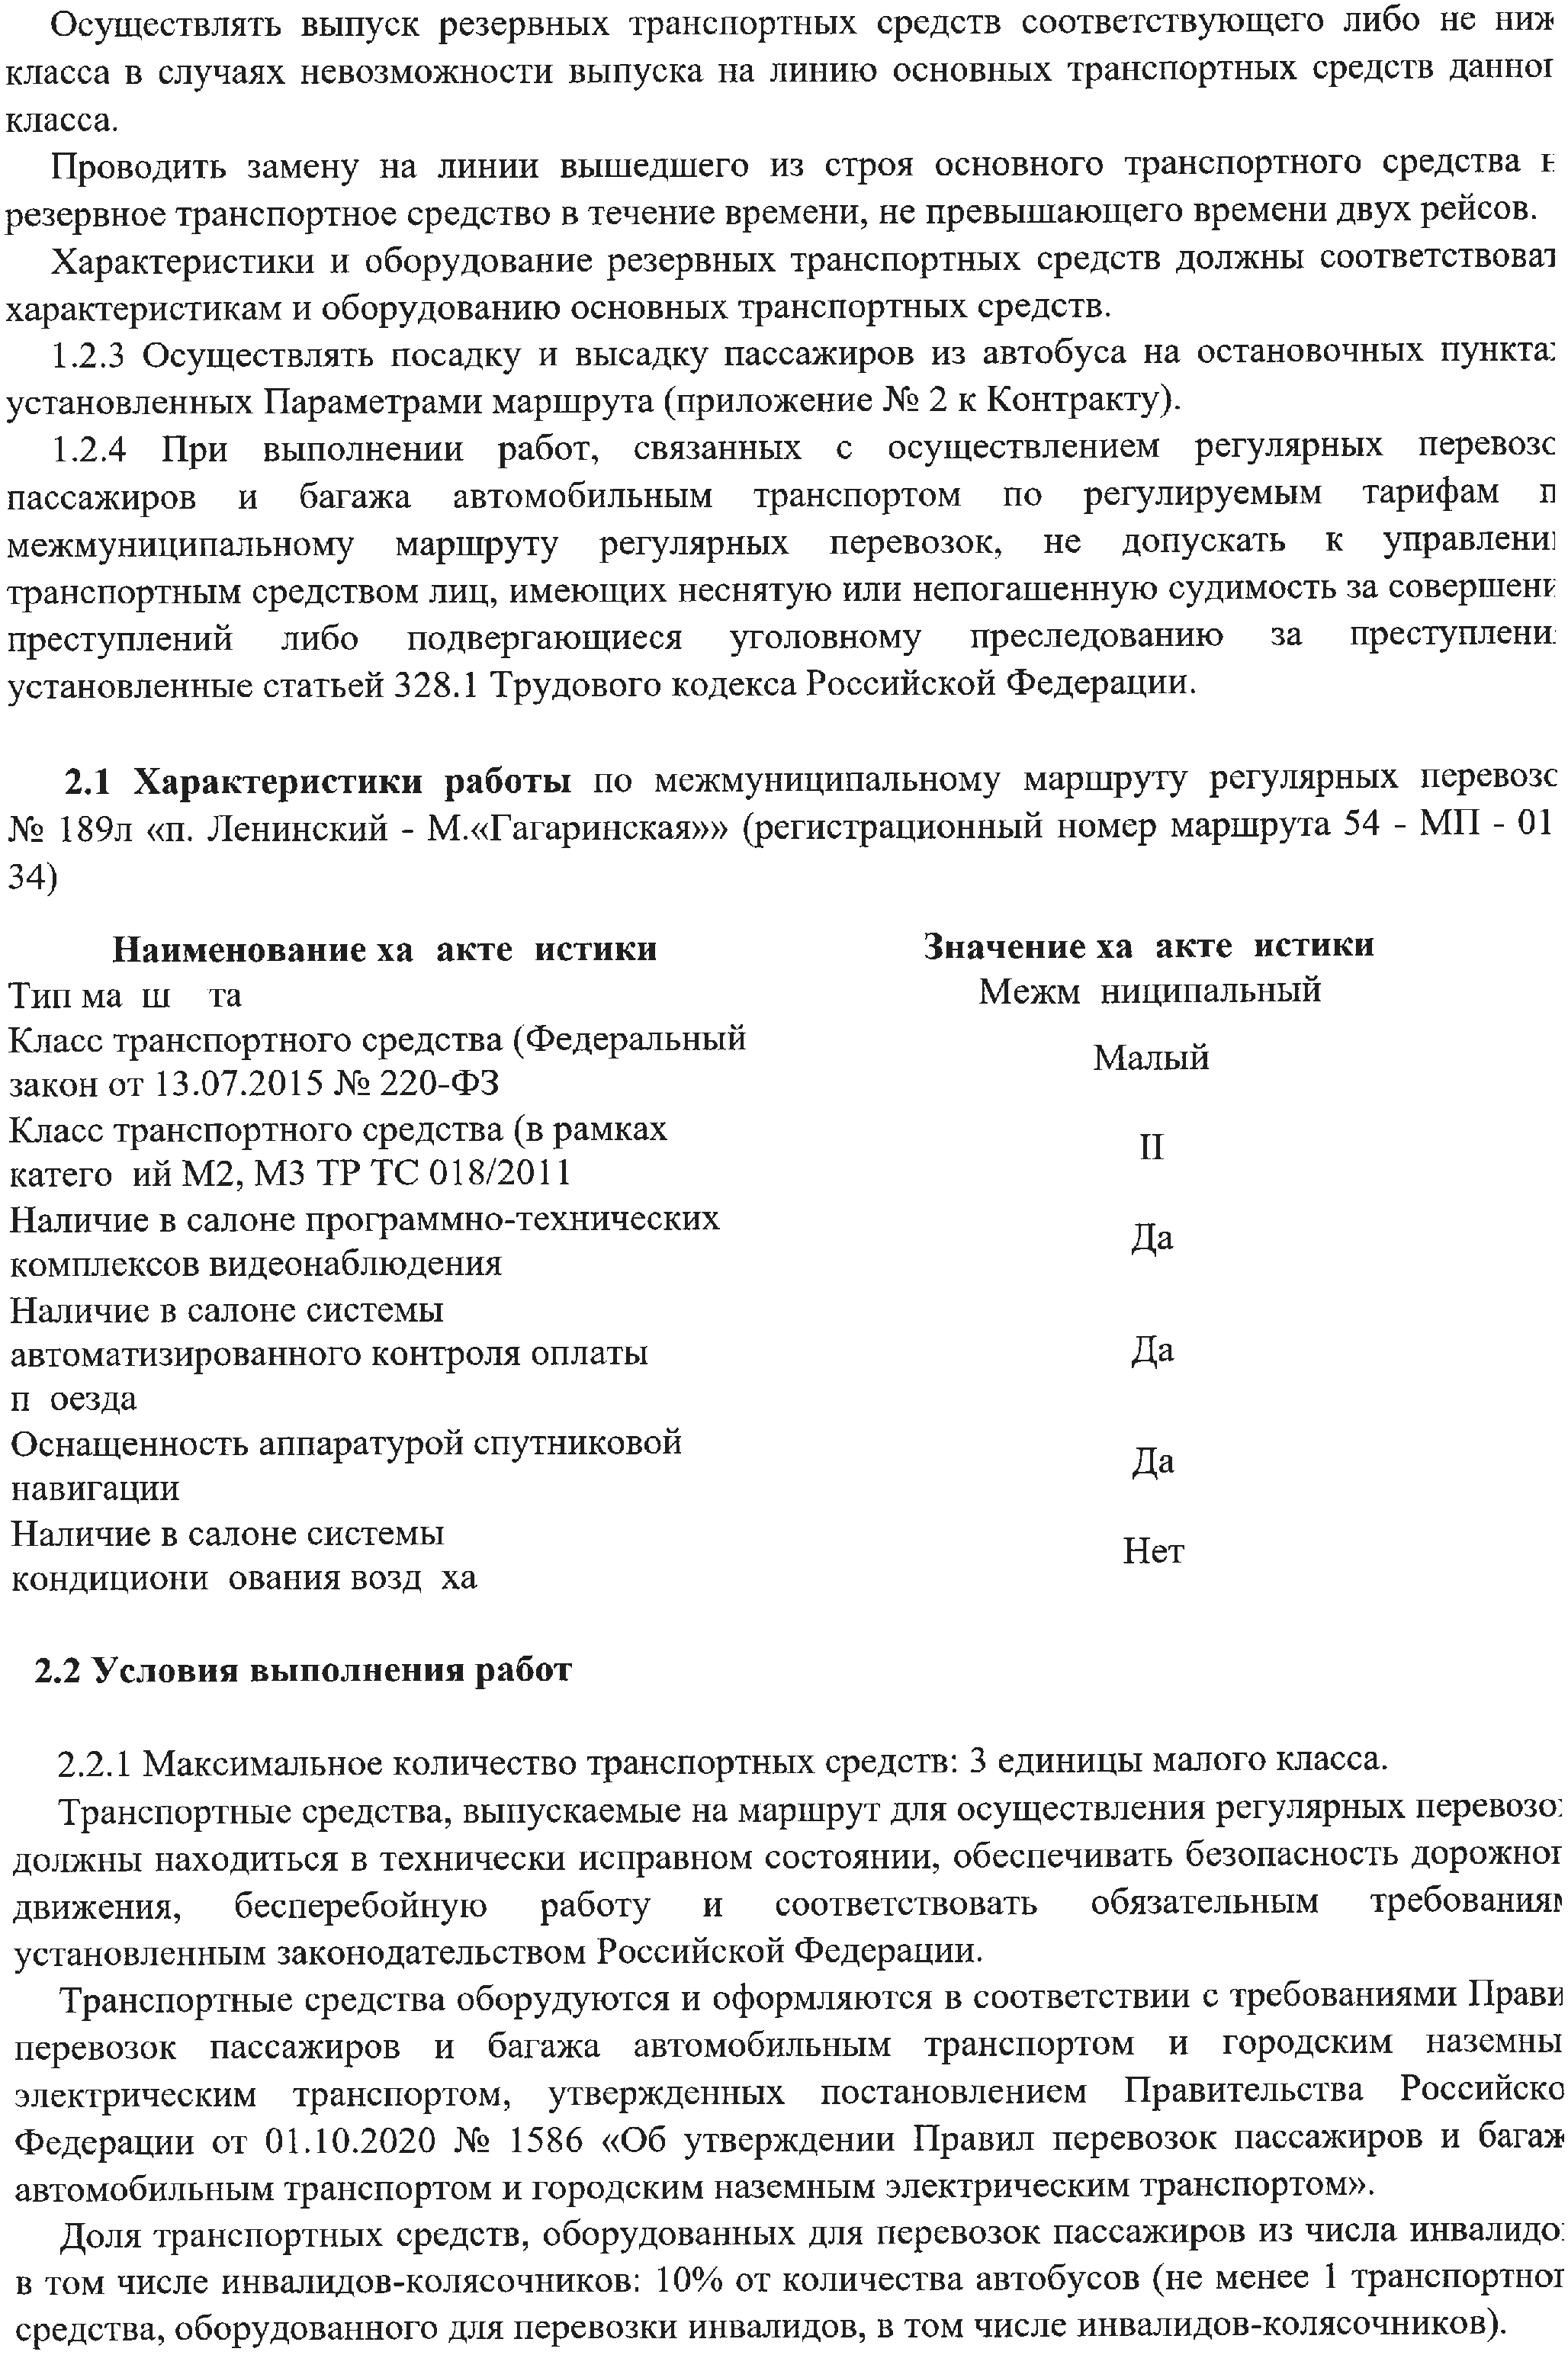 Осуществлять выпуск резервных транспортных средств соответствующего либо не ниж
класса в случаях невозможности выпуска на линию основных транспортных средств данног
класса.
Проводить замену на линии вышедшего из строя основного транспортного средства н
резервное транспортное средство в течение времени, не превышающего времени двух рейсов.
Характеристики и оборудование резервных транспортных средств должны соответствоват
характеристикам и оборудованию основных транспортных средств.
1.2.3 Осуществлять посадку и высадку пассажиров из автобуса на остановочных пункта
установленных Параметрами маршрута (приложение № 2 к Контракту).
1.2.4 При выполнении работ, связанных с осуществлением регулярных перевозо
пассажиров и багажа автомобильным транспортом по регулируемым тарифам п
межмуниципальному маршруту регулярных перевозок, не допускать к управлени
транспортным средством лиц, имеющих неснятую или непогашенную судимость за совершени
преступлений либо подвергающиеся уголовному преследованию за преступлени
установленные статьей 328.1 Трудового кодекса Российской Федерации.
2.1 Характеристики работы по межмуниципальному маршруту регулярных перевозо
№ 189л «п. Ленинский - М.«Гагаринская»» (регистрационный номер маршрута 54 - МП - 01
34)
Наименование ха акте истики Значение ха акте истики
Тип ма ш та Межм ниципальный
Класс транспортного средства (Федеральный
закон от 13.07.2015 № 220-ФЗ Малый
Класс транспортного средства (в рамках
катего ий М2, М3 ТР ТС 018/2011 II
Наличие в салоне программно-технических
комплексов видеонаблюдения Да
Наличие в салоне системы
автоматизированного контроля оплаты Да
п оезда
Оснащенность аппаратурой спутниковой
навигации Да
Наличие в салоне системы
кондициони ования возд ха Нет
2.2 Условия выполнения работ
2.2.1 Максимальное количество транспортных средств: 3 единицы малого класса.
Транспортные средства, выпускаемые на маршрут для осуществления регулярных перевозо
должны находиться в технически исправном состоянии, обеспечивать безопасность дорожног
движения, бесперебойную работу и соответствовать обязательным требования
установленным законодательством Российской Федерации.
Транспортные средства оборудуются и оформляются в соответствии с требованиями Прави
перевозок пассажиров и багажа автомобильным транспортом и городским наземны
электрическим транспортом, утвержденных постановлением Правительства Российско
Федерации от 01.10.2020 № 1586 «Об утверждении Правил перевозок пассажиров и багаж
автомобильным транспортом и городским наземным электрическим транспортом».
Доля транспортных средств, оборудованных для перевозок пассажиров из числа инвалидо
в том числе инвалидов-колясочников: 10% от количества автобусов (не менее 1 транспортног
средства, оборудованного для перевозки инвалидов, в том числе инвалидов-колясочников).